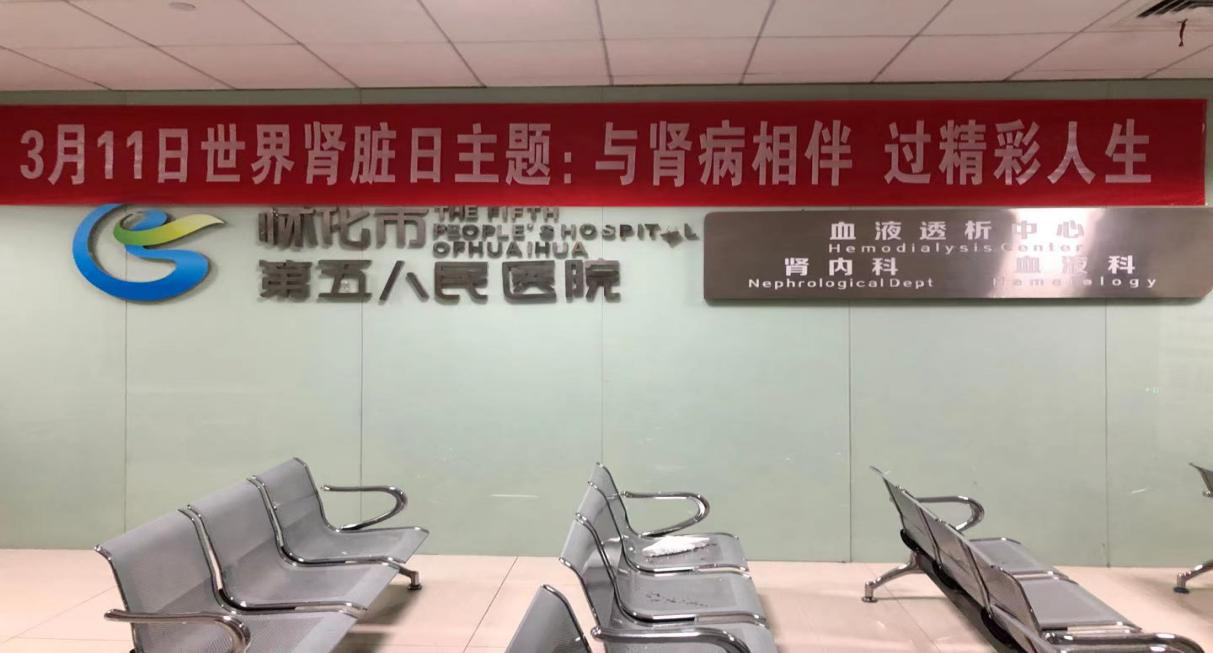 3月11日世界肾脏日主题：与肾病相伴 过精彩人生
怀化市
THE FIFTH
PEOPLE'S HOSPITAL
OFHUAIHUA
第五人民医院
血液透析中心
Hemodialysis Center
肾内科 血液科
Nephrological Dept Hamatology